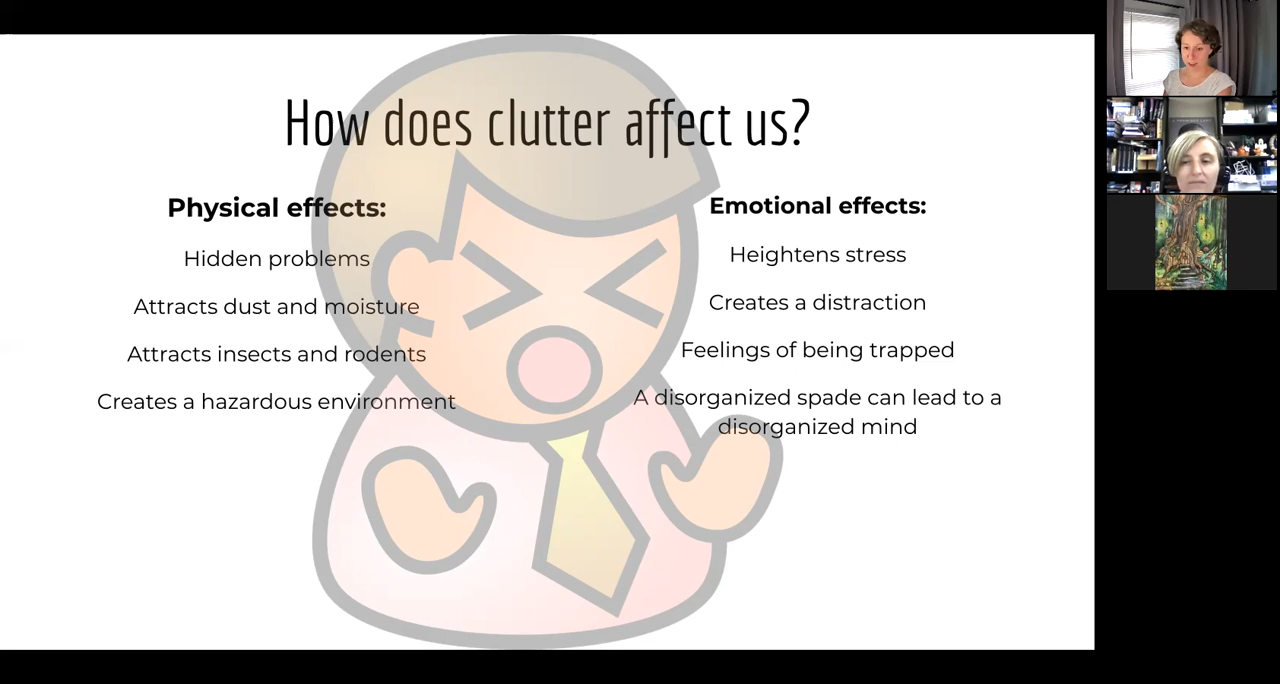 How does clutter affect us?
Physical effects:
Hidden problems
Attracts dust and moisture
Attracts insects and rodents
Creates a hazardous environment
Emotional effects:
Heightens stress
Creates a distraction
Feelings of being trapped
A disorganized spade can lead to a
disorganized mind